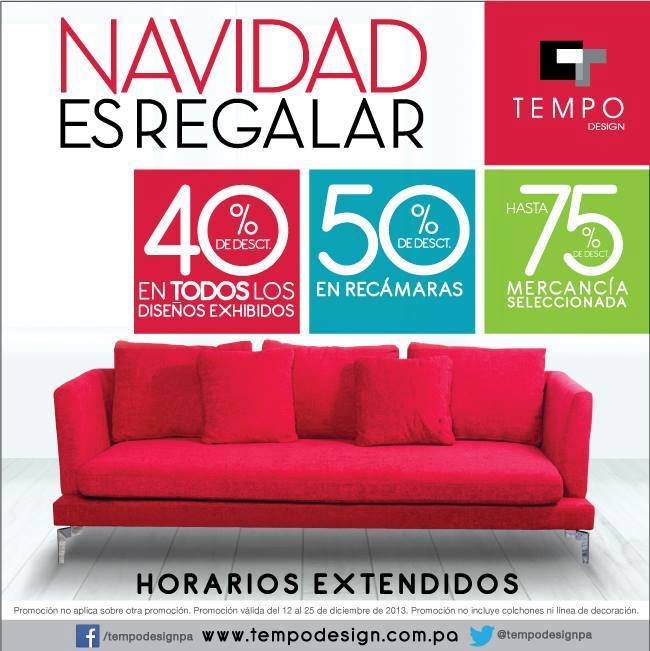 NAVIDAD
ES REGALAR
TEMPO
DESIGN
40% DE DESCT.
EN TODOS LOS
DISEÑOS EXHIBIDOS
50% DE DESCT.
EN RECÁMARAS
HASTA
75% DE DESCT.
MERCANCÍA
SELECCIONADA
HORARIOS EXTENDIDOS
Promoción no aplica sobre otra promoción. Promoción válida del 12 al 25 de diciembre de 2013. Promoción no incluye colchones ni línea de decoración.
/tempodesignpa www.tempodesign.com.pa @tempodesignpa